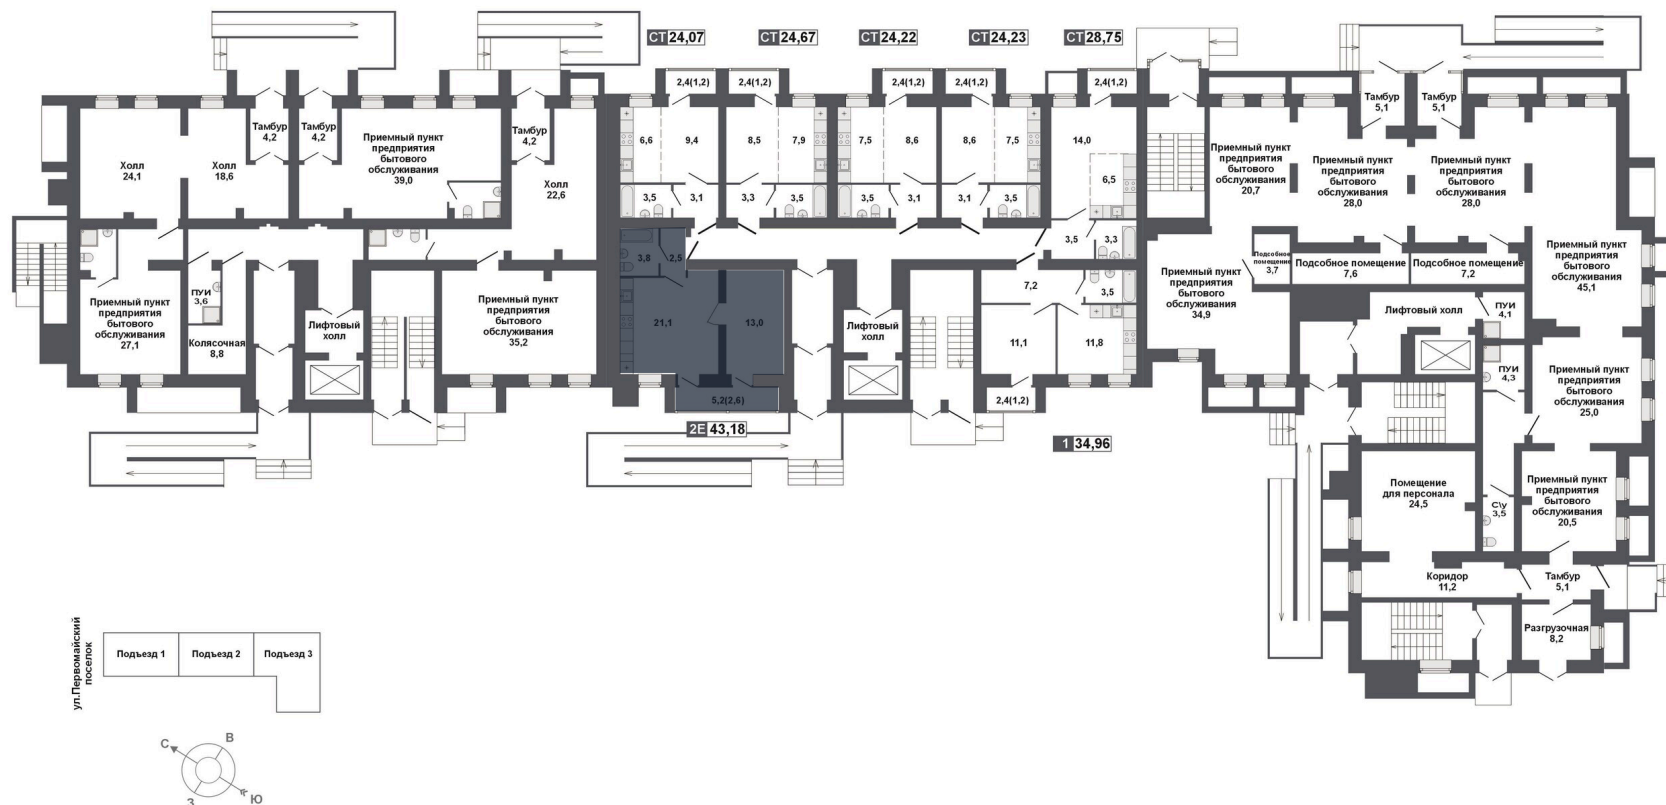 СТ 24,07
СТ 24,67
СТ 24,22
СТ 24,23
СТ 28,75
2,4(1,2)
2,4(1,2)
2,4(1,2)
2,4(1,2)
2,4(1,2)
Холл
24,1
Холл
18,6
Тамбур
4,2
Тамбур
4,2
Приемный пункт
предприятия
бытового
обслуживания
39,0
Тамбур
4,2
Холл
22,6
6,6
9,4
8,5
7,9
7,5
8,6
8,6
7,5
14,0
6,5
3,5
3,1
3,3
3,5
3,5
3,1
3,1
3,5
3,5
3,3
Тамбур
5,1
Тамбур
5,1
Приемный пункт
предприятия
бытового
обслуживания
20,7
Приемный пункт
предприятия
бытового
обслуживания
28,0
Приемный пункт
предприятия
бытового
обслуживания
28,0
Приемный пункт
предприятия
бытового
обслуживания
27,1
ПУИ
3,6
Колясочная
8,8
Лифтовый
холл
Приемный пункт
предприятия
бытового
обслуживания
35,2
3,8
2,5
21,1
13,0
5,2(2,6)
2Е 43,18
Лифтовый
холл
7,2
3,5
11,1
11,8
2,4(1,2)
1 34,96
Приемный пункт
предприятия
бытового
обслуживания
34,9
Подсобное
помещение
3,7
Подсобное помещение
7,6
Подсобное помещение
7,2
Приемный пункт
предприятия
бытового
обслуживания
45,1
Лифтовый холл
ПУИ
4,1
ПУИ
4,3
Приемный пункт
предприятия
бытового
обслуживания
25,0
Помещение
для персонала
24,5
С\у
3,5
Приемный пункт
предприятия
бытового
обслуживания
20,5
Коридор
11,2
Тамбур
5,1
Разгрузочная
8,2
ул.Первомайский
поселок
Подъезд 1
Подъезд 2
Подъезд 3
С
В
З
Ю